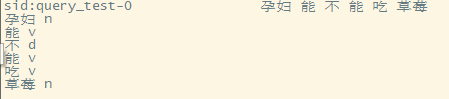 sid:query_test-0 孕妇 能 不 能 吃 草莓
孕妇 n
能 v
不 d
能 v
吃 v
草莓 n